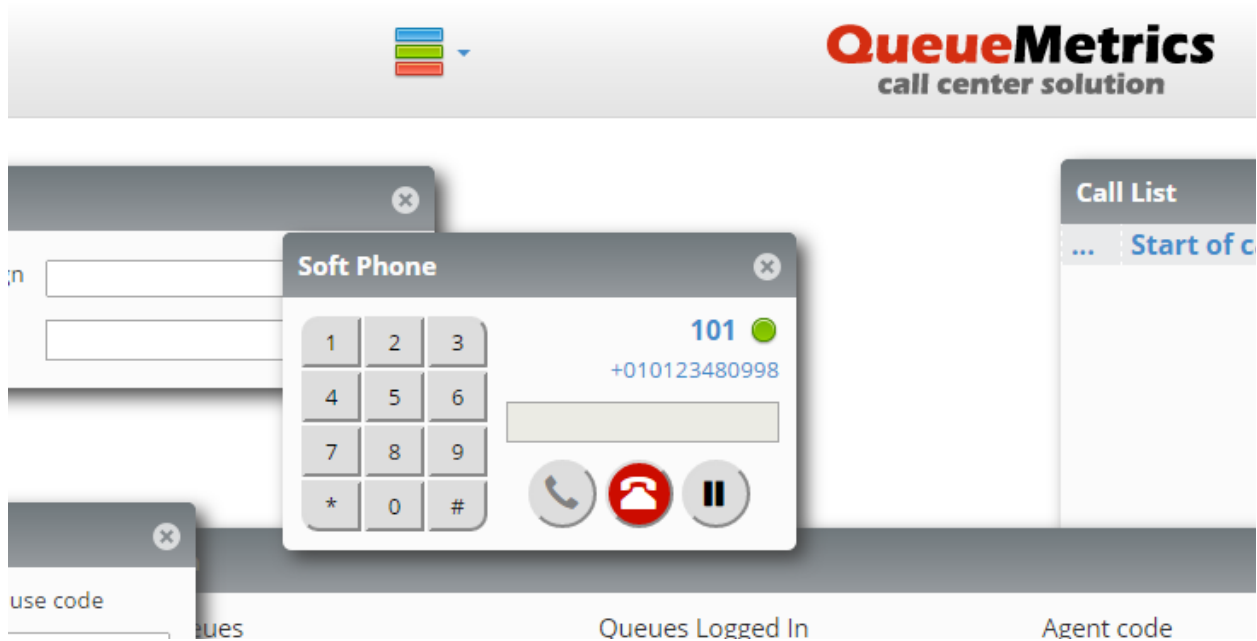 QueueMetrics
call center solution
Call List
... Start of c
Soft Phone
1 2 3
4 5 6
7 8 9
* 0 #
101
+010123480998
use code
eues
Queues Logged In
Agent code